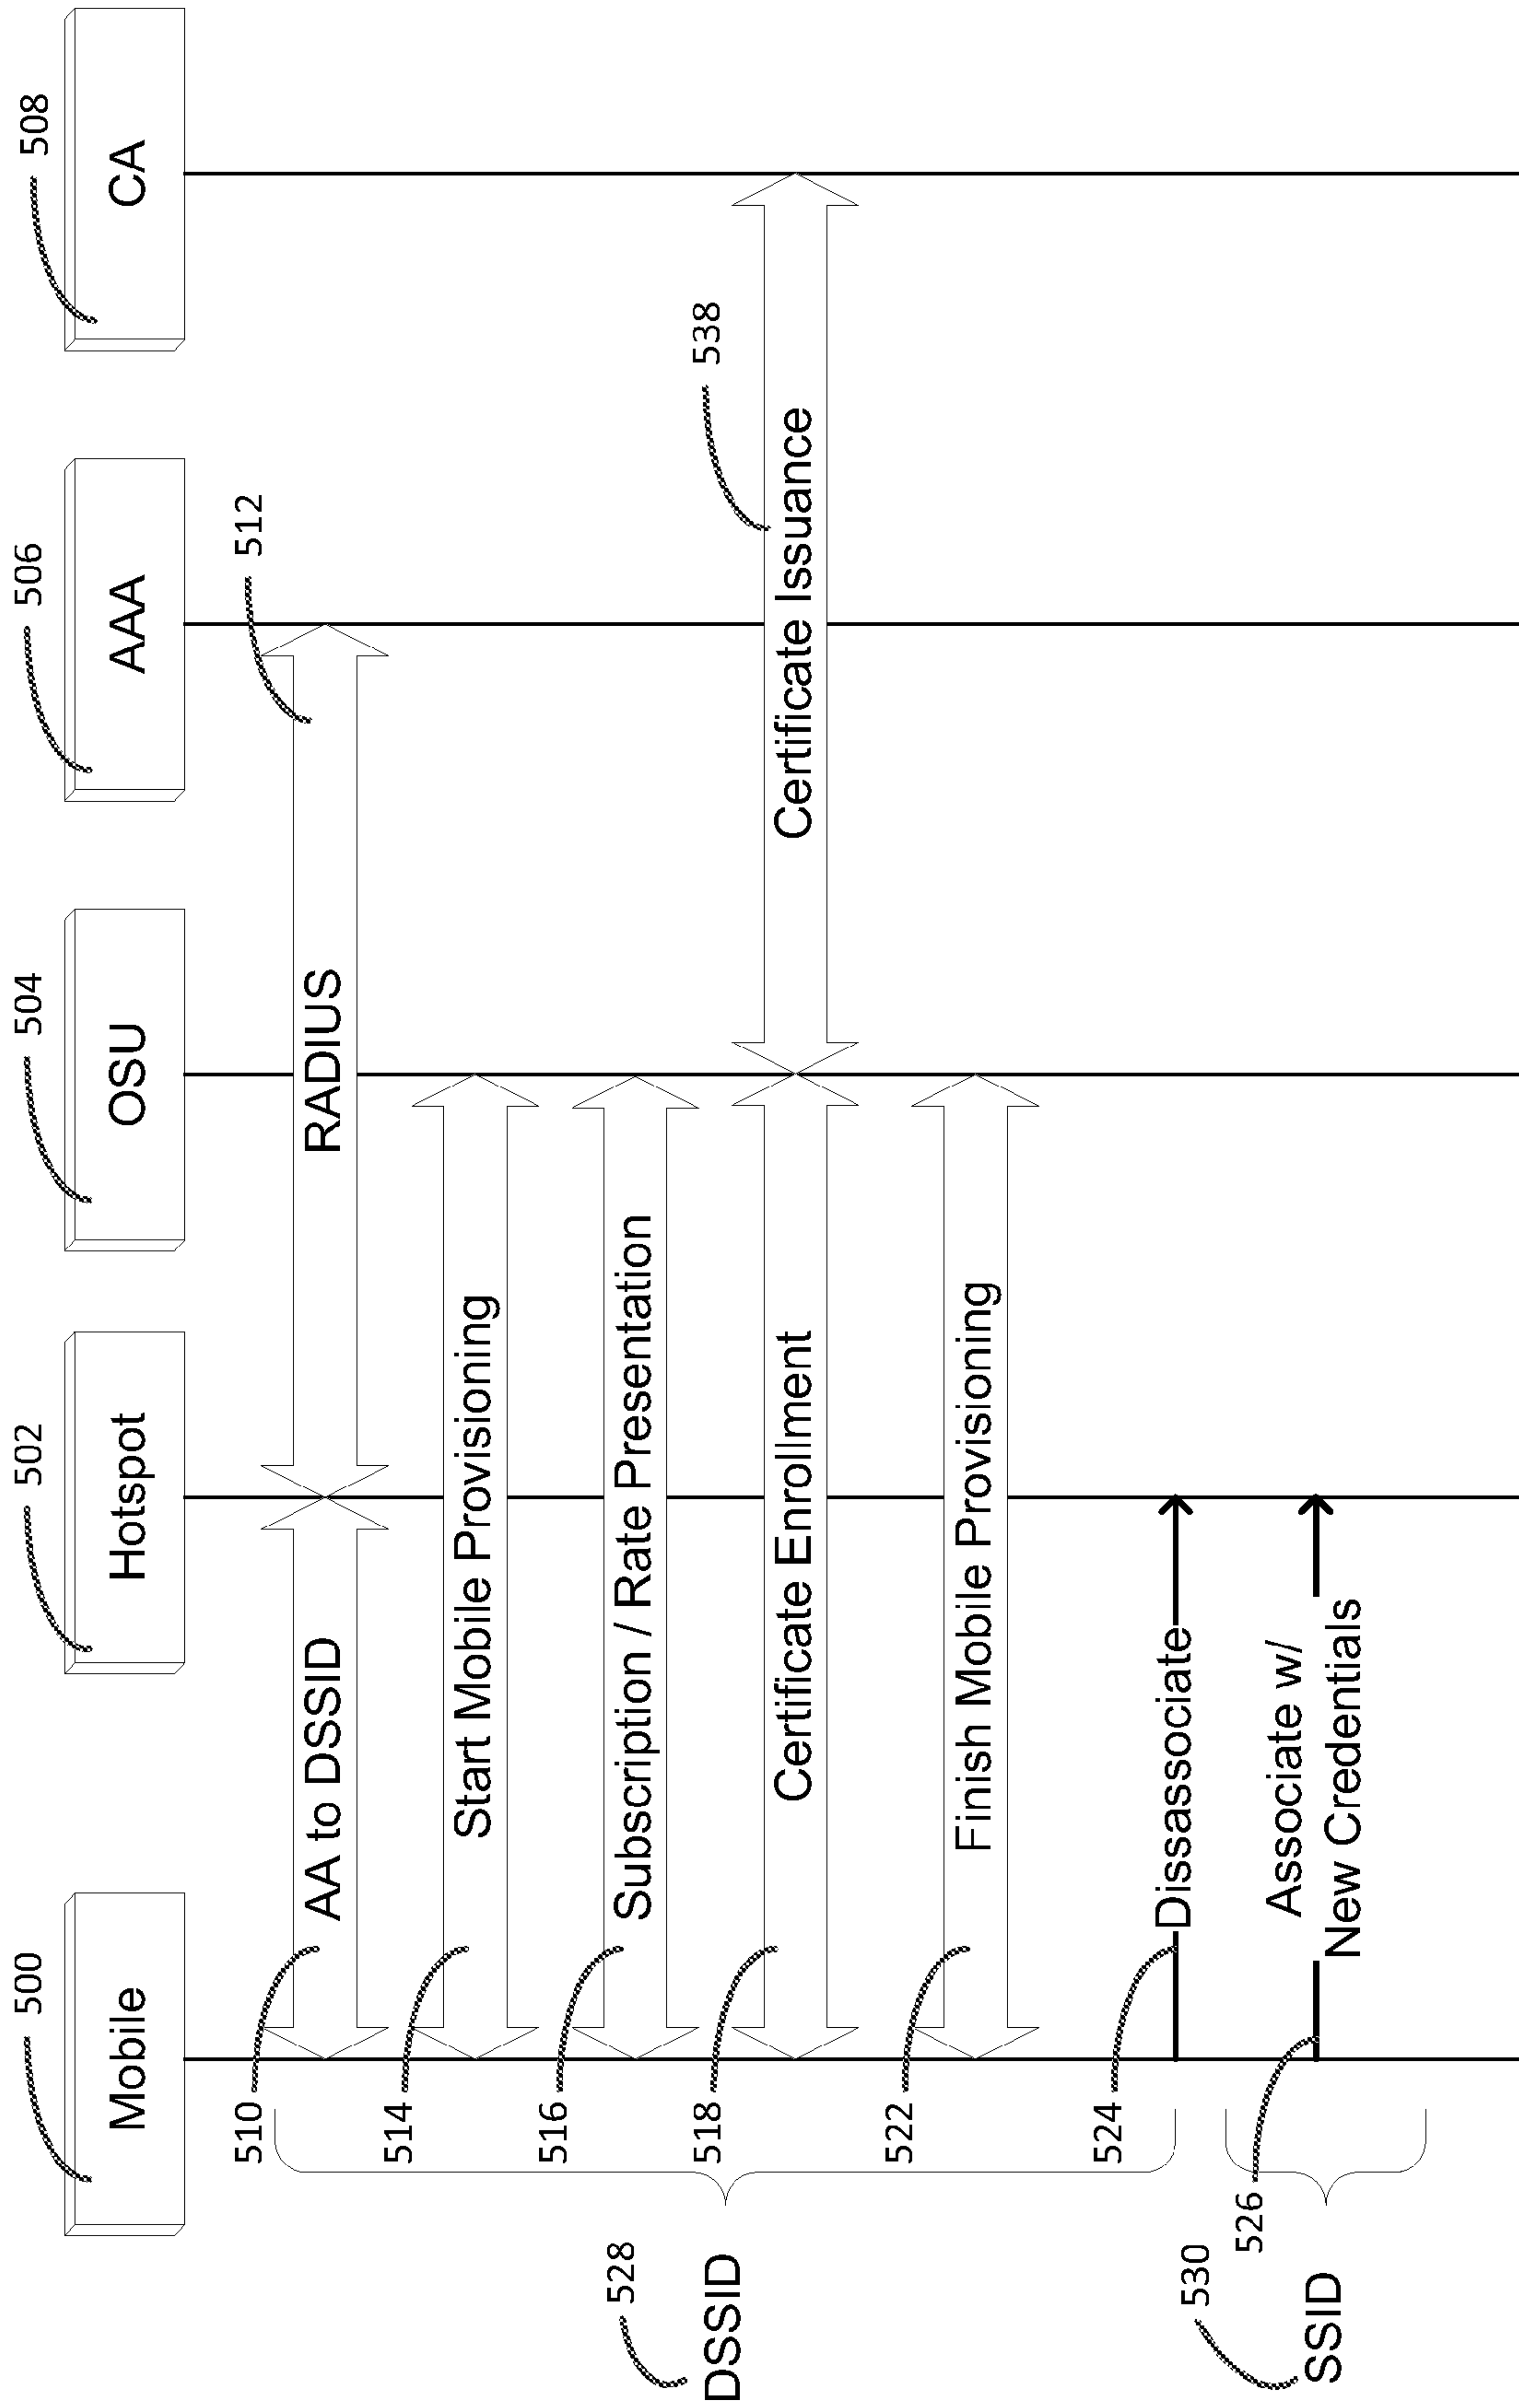 500
502
504
506
508
Mobile
Hotspot
OSU
AAA
CA
510
512
AA to DSSID
RADIUS
514
Start Mobile Provisioning
516
Subscription / Rate Presentation
528
DSSID
518
538
Certificate Enrollment
Certificate Issuance
522
Finish Mobile Provisioning
524
Dissassociate
530
526
SSID
Associate w/
New Credentials